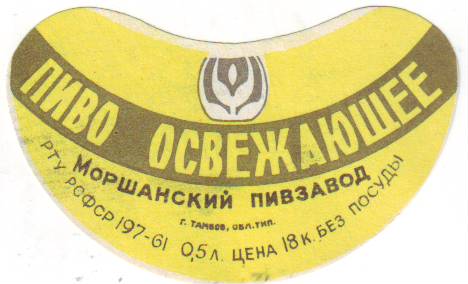 ПИВО ОСВЕЖАЮЩЕЕ
МОРШАНСКИЙ ПИВЗАВОД
Г. ТАМБОВ, ОБЛ. ТИП.
РТУ РСФСР 197-61 0,5 Л. ЦЕНА 18 К. БЕЗ ПОСУДЫ